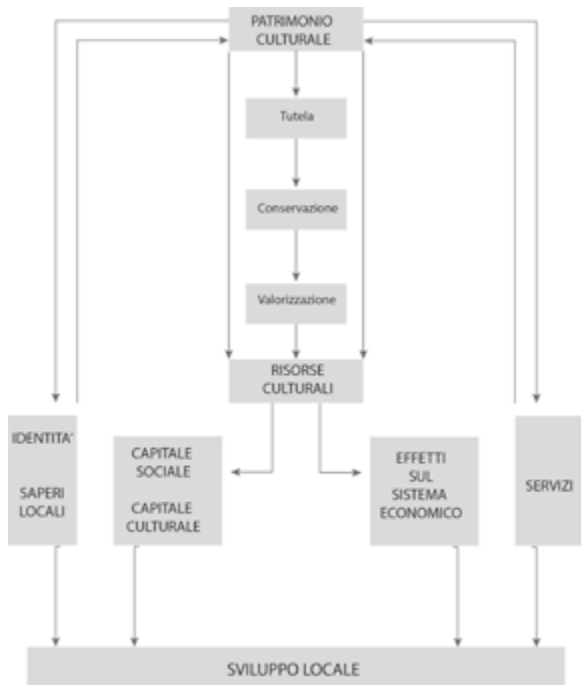 PATRIMONIO
CULTURALE
Tutela
Conservazione
Valorizzazione
RISORSE
CULTURALI
IDENTITA'
SAPERI
LOCALI
CAPITALE
SOCIALE
CAPITALE
CULTURALE
EFFETTI
SUL
SISTEMA
ECONOMICO
SERVIZI
SVILUPPO LOCALE